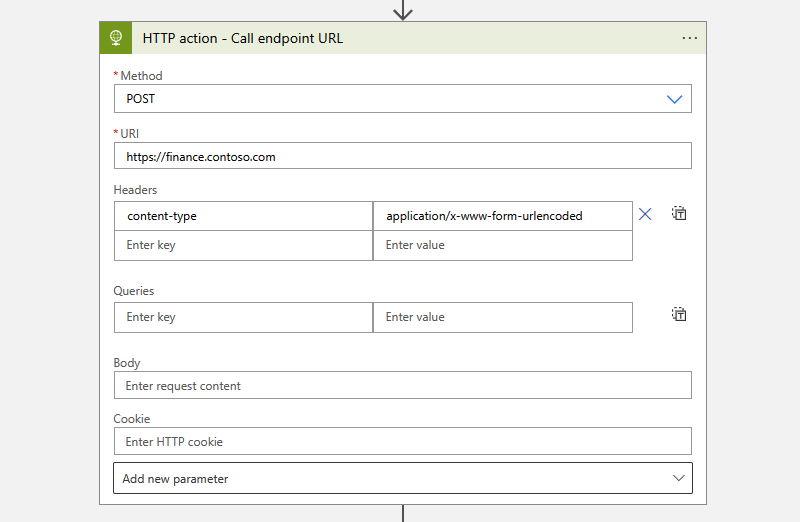 HTTP action - Call endpoint URL
* Method
POST
* URI
https://finance.contoso.com
Headers
content-type application/x-www-form-urlencoded
Enter key Enter value
Queries
Enter key Enter value
Body
Enter request content
Cookie
Enter HTTP cookie
Add new parameter